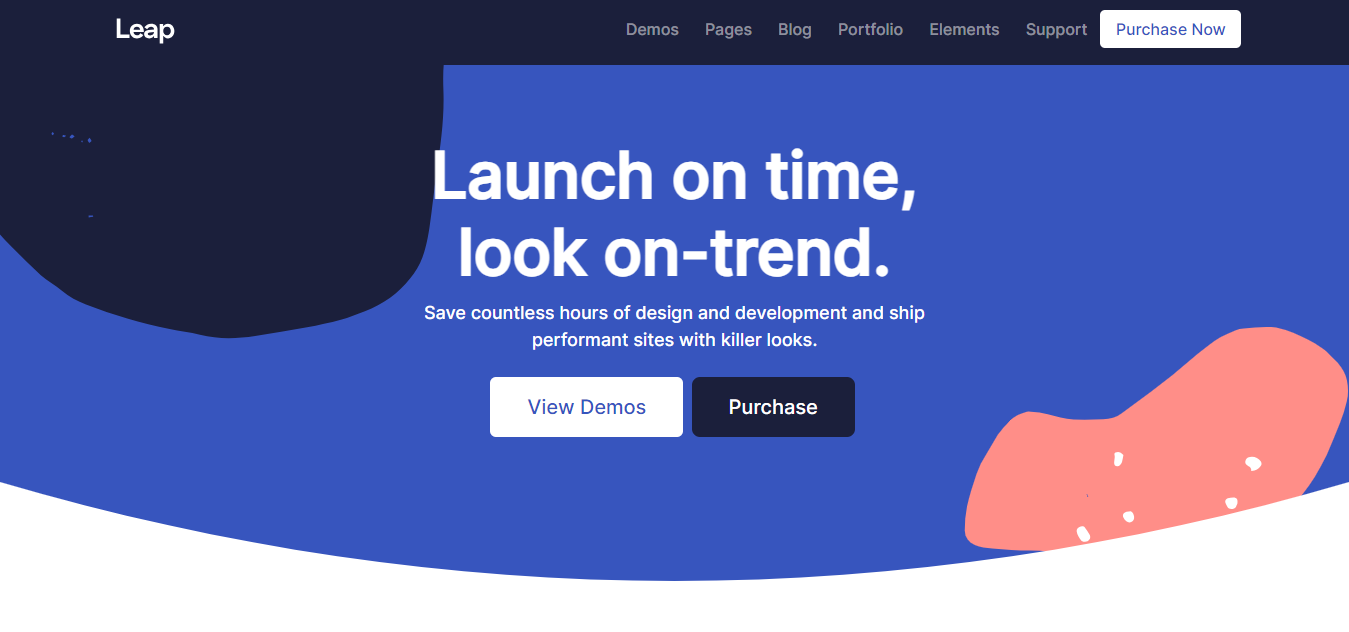 Leap
Demos Pages Blog Portfolio Elements Support Purchase Now
Launch on time,
look on-trend.
Save countless hours of design and development and ship
performant sites with killer looks.
View Demos Purchase